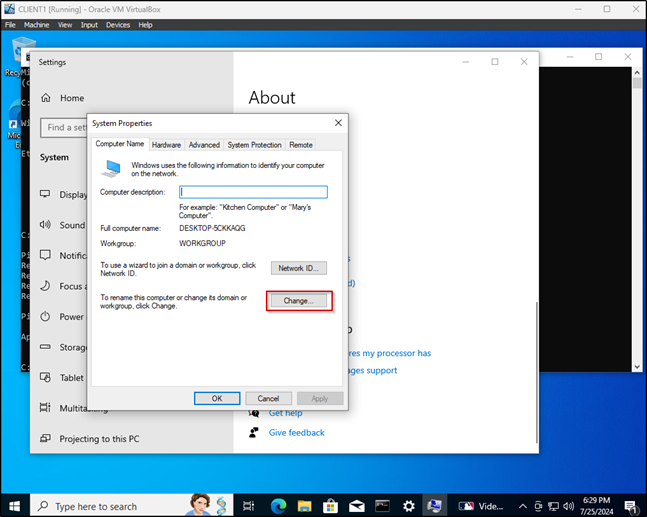 CLIENT1 [Running] - Oracle VM VirtualBox
File Machine View Input Devices Help
Settings
Home
Find a
System
Display
Sound
Notifica
Focus a
Power
Storage
Tablet
Multitasking
Projecting to this PC
About
System Properties
Computer Name Hardware Advanced System Protection Remote
Windows uses the following information to identify your computer
on the network.
Computer description:
For example: "Kitchen Computer" or "Mary's
Computer".
Full computer name: DESKTOP-5CKKAQG
Workgroup: WORKGROUP
To use a wizard to join a domain or workgroup, click
Network ID.
Network ID...
To rename this computer or change its domain or
workgroup, click Change.
Change...
OK Cancel Apply
res my processor has
ages support
Get help
Give feedback
Type here to search
Vide...
6:29 PM
7/25/2024